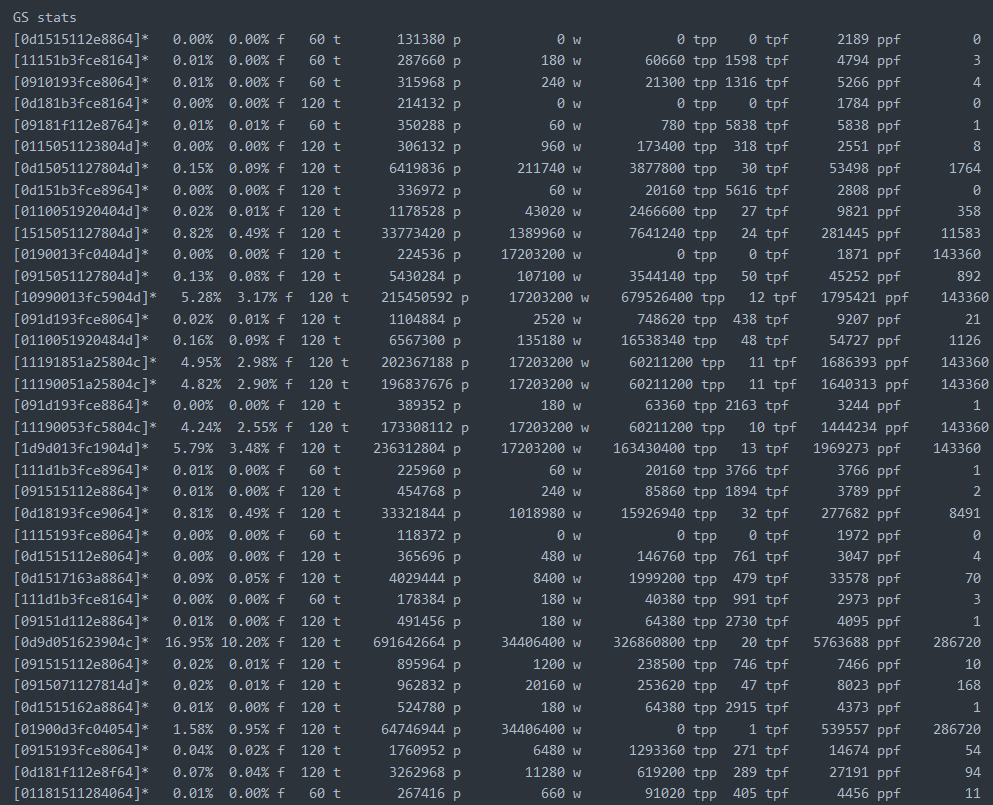 GS stats
[0d1515112e8864]* 0.00% 0.00% f 60 t 131380 p 0 w 0 tpp 0 tpf 2189 ppf 0
[11151b3fce8164]* 0.01% 0.00% f 60 t 287660 p 180 w 60660 tpp 1598 tpf 4794 ppf 3
[0910193fce8064]* 0.01% 0.00% f 60 t 315968 p 240 w 21300 tpp 1316 tpf 5266 ppf 4
[0d181b3fce8164]* 0.00% 0.00% f 120 t 214132 p 0 w 0 tpp 0 tpf 1784 ppf 0
[09181f112e8764]* 0.01% 0.01% f 60 t 350288 p 60 w 780 tpp 5838 tpf 5838 ppf 1
[0115051123804d]* 0.00% 0.00% f 120 t 306132 p 960 w 173400 tpp 318 tpf 2551 ppf 8
[0d15051127804d]* 0.15% 0.09% f 120 t 6419836 p 211740 w 3877800 tpp 30 tpf 53498 ppf 1764
[0d151b3fce8964]* 0.00% 0.00% f 120 t 336972 p 60 w 20160 tpp 5616 tpf 2808 ppf 0
[0110051920404d]* 0.02% 0.01% f 120 t 1178528 p 43020 w 2466600 tpp 27 tpf 9821 ppf 358
[1515051127804d]* 0.82% 0.49% f 120 t 33773420 p 1389960 w 7641240 tpp 24 tpf 281445 ppf 11583
[0190013fc0404d]* 0.00% 0.00% f 120 t 224536 p 17203200 w 0 tpp 0 tpf 1871 ppf 143360
[0915051127804d]* 0.13% 0.08% f 120 t 5430284 p 107100 w 3544140 tpp 50 tpf 45252 ppf 892
[10990013fc5904d]* 5.28% 3.17% f 120 t 215450592 p 17203200 w 679526400 tpp 12 tpf 1795421 ppf 143360
[091d193fce8064]* 0.02% 0.01% f 120 t 1104884 p 2520 w 748620 tpp 438 tpf 9207 ppf 21
[0110051920484d]* 0.16% 0.09% f 120 t 6567300 p 135180 w 16538340 tpp 48 tpf 54727 ppf 1126
[11191851a25804c]* 4.95% 2.98% f 120 t 202367188 p 17203200 w 60211200 tpp 11 tpf 1686393 ppf 143360
[11190051a25804c]* 4.82% 2.90% f 120 t 196837676 p 17203200 w 60211200 tpp 11 tpf 1640313 ppf 143360
[091d193fce8864]* 0.00% 0.00% f 120 t 389352 p 180 w 63360 tpp 2163 tpf 3244 ppf 1
[11190053fc5804c]* 4.24% 2.55% f 120 t 173308112 p 17203200 w 60211200 tpp 10 tpf 1444234 ppf 143360
[1d9d013fc1904d]* 5.79% 3.48% f 120 t 236312804 p 17203200 w 163430400 tpp 13 tpf 1969273 ppf 143360
[111d1b3fce8964]* 0.01% 0.00% f 60 t 225960 p 60 w 20160 tpp 3766 tpf 3766 ppf 1
[091515112e8864]* 0.01% 0.00% f 120 t 454768 p 240 w 85860 tpp 1894 tpf 3789 ppf 2
[0d18193fce9064]* 0.81% 0.49% f 120 t 33321844 p 1018980 w 15926940 tpp 32 tpf 277682 ppf 8491
[1115193fce8064]* 0.00% 0.00% f 60 t 118372 p 0 w 0 tpp 0 tpf 1972 ppf 0
[0d1515112e8064]* 0.00% 0.00% f 120 t 365696 p 480 w 146760 tpp 761 tpf 3047 ppf 4
[0d1517163a8864]* 0.09% 0.05% f 120 t 4029444 p 8400 w 1999200 tpp 479 tpf 33578 ppf 70
[111d1b3fce8164]* 0.00% 0.00% f 60 t 178384 p 180 w 40380 tpp 991 tpf 2973 ppf 3
[09151d112e8864]* 0.01% 0.00% f 120 t 491456 p 180 w 64380 tpp 2730 tpf 4095 ppf 1
[0d9d051623904c]* 16.95% 10.20% f 120 t 691642664 p 34406400 w 326860800 tpp 20 tpf 5763688 ppf 286720
[091515112e8064]* 0.02% 0.01% f 120 t 895964 p 1200 w 238500 tpp 746 tpf 7466 ppf 10
[0915071127814d]* 0.02% 0.01% f 120 t 962832 p 20160 w 253620 tpp 47 tpf 8023 ppf 168
[0d1515162a8864]* 0.01% 0.00% f 120 t 524780 p 180 w 64380 tpp 2915 tpf 4373 ppf 1
[01900d3fc04054]* 1.58% 0.95% f 120 t 64746944 p 34406400 w 0 tpp 1 tpf 539557 ppf 286720
[0915193fce8064]* 0.04% 0.02% f 120 t 1760952 p 6480 w 1293360 tpp 271 tpf 14674 ppf 54
[0d181f112e8f64]* 0.07% 0.04% f 120 t 3262968 p 11280 w 619200 tpp 289 tpf 27191 ppf 94
[01181511284064]* 0.01% 0.00% f 60 t 267416 p 660 w 91020 tpp 405 tpf 4456 ppf 11